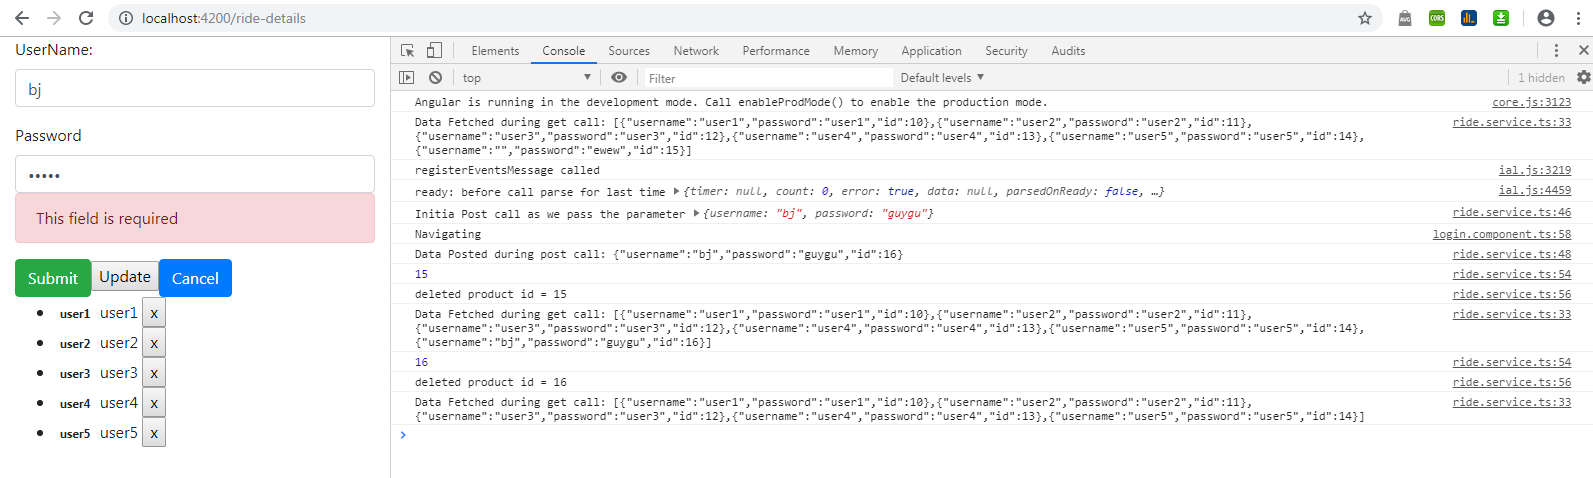 localhost:4200/ride-details
AVG
CORS
UserName:
bj
Password
•••••
This field is required
Submit Update Cancel
user1 user1 x
user2 user2 x
user3 user3 x
user4 user4 x
user5 user5 x
Elements Console Sources Network Performance Memory Application Security Audits
top Filter Default levels 1 hidden
Angular is running in the development mode. Call enableProdMode() to enable the production mode. core.js:3123
Data Fetched during get call: [{"username":"user1","password":"user1","id":10},{"username":"user2","password":"user2","id":11}, ride.service.ts:33
{"username":"user3","password":"user3","id":12},{"username":"user4","password":"user4","id":13},{"username":"user5","password":"user5","id":14},
{"username":"","password":"ewew","id":15}]
registerEventsMessage called ial.js:3219
ready: before call parse for last time ▶{timer: null, count: 0, error: true, data: null, parsedOnReady: false, …} ial.js:4459
Initia Post call as we pass the parameter ▶{username: "bj", password: "guygu"} ride.service.ts:46
Navigating login.component.ts:58
Data Posted during post call: {"username":"bj","password":"guygu","id":16} ride.service.ts:48
15 ride.service.ts:54
deleted product id = 15 ride.service.ts:56
Data Fetched during get call: [{"username":"user1","password":"user1","id":10},{"username":"user2","password":"user2","id":11}, ride.service.ts:33
{"username":"user3","password":"user3","id":12},{"username":"user4","password":"user4","id":13},{"username":"user5","password":"user5","id":14},
{"username":"bj","password":"guygu","id":16}]
16 ride.service.ts:54
deleted product id = 16 ride.service.ts:56
Data Fetched during get call: [{"username":"user1","password":"user1","id":10},{"username":"user2","password":"user2","id":11}, ride.service.ts:33
{"username":"user3","password":"user3","id":12},{"username":"user4","password":"user4","id":13},{"username":"user5","password":"user5","id":14}]